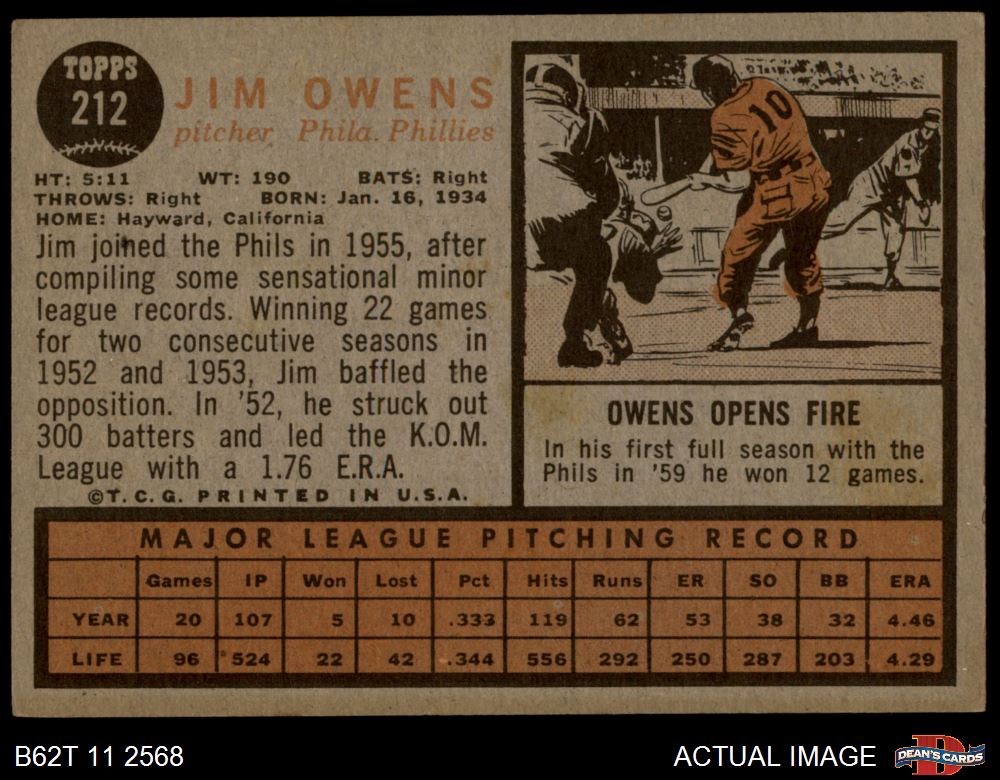 TOPPS
212
JIM OWENS
pitcher Phila. Phillies
HT: 5:11 WT: 190 BATS: Right
THROWS: Right BORN: Jan. 16, 1934
HOME: Hayward, California
Jim joined the Phils in 1955, after
compiling some sensational minor
league records. Winning 22 games
for two consecutive seasons in
1952 and 1953, Jim baffled the
opposition. In '52, he struck out
300 batters and led the K.O.M.
League with a 1.76 E.R.A.
©T.C.G. PRINTED IN U.S.A.
10
OWENS OPENS FIRE
In his first full season with the
Phils in '59 he won 12 games.
MAJOR LEAGUE PITCHING RECORD
Games IP Won Lost Pct Hits Runs ER SO BB ERA
YEAR 20 107 5 10 .333 119 62 53 38 32 4.46
LIFE 96 524 22 42 .344 556 292 250 287 203 4.29
B62T 11 2568
ACTUAL IMAGE
D
DEAN'S CARDS